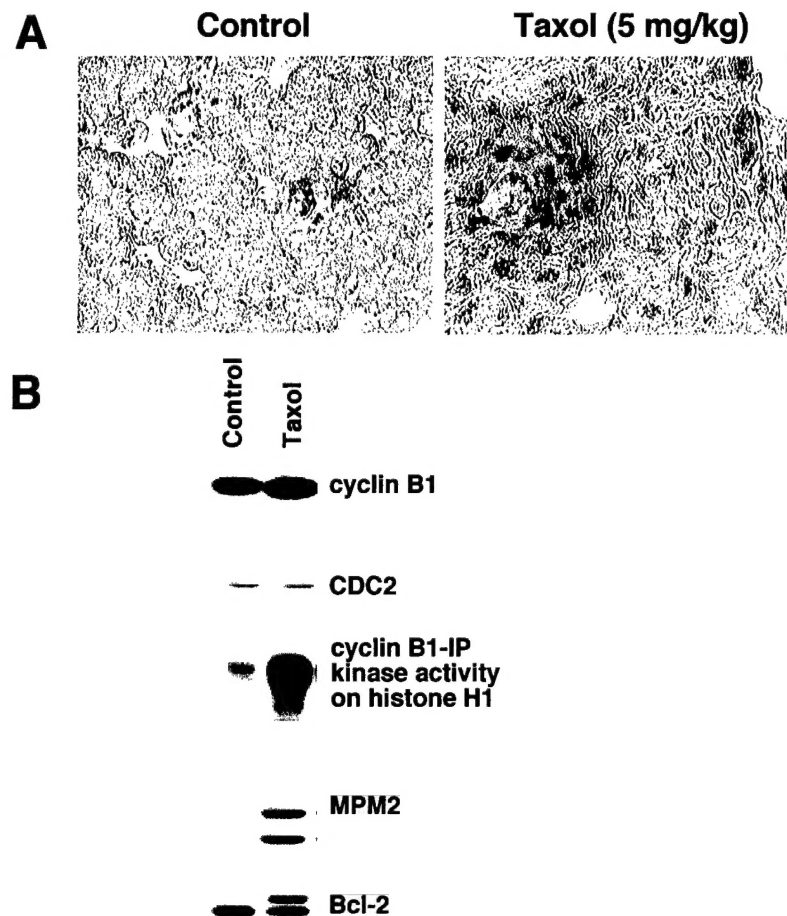 A
Control
Taxol (5 mg/kg)
B
Control
Taxol
cyclin B1
CDC2
cyclin B1-IP
kinase activity
on histone H1
MPM2
Bcl-2